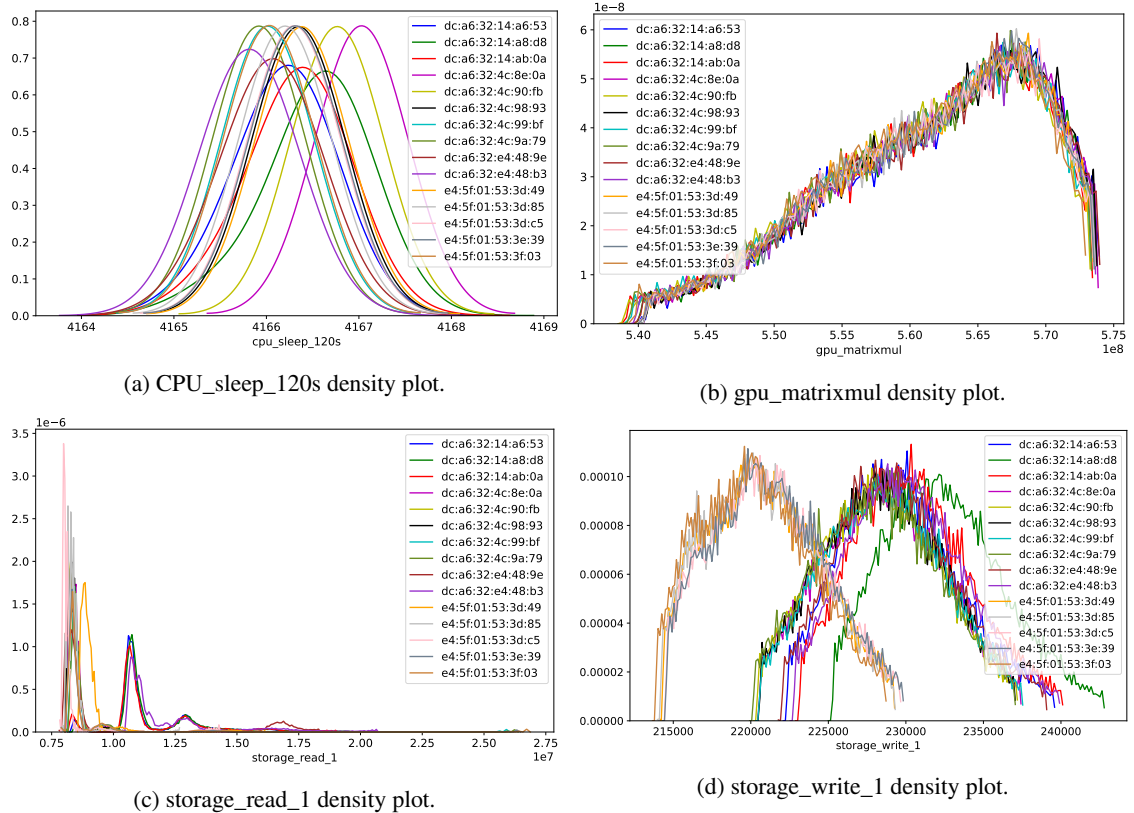 0.8
0.7
0.6
0.5
0.4
0.3
0.2
0.1
0.0
4164
4165
4166
4167
4168
4169
cpu_sleep_120s
dc:a6:32:14:a6:53
dc:a6:32:14:a8:d8
dc:a6:32:14:ab:0a
dc:a6:32:4c:8e:0a
dc:a6:32:4c:90:fb
dc:a6:32:4c:98:93
dc:a6:32:4c:99:bf
dc:a6:32:4c:9a:79
dc:a6:32:e4:48:9e
dc:a6:32:e4:48:b3
e4:5f:01:53:3d:49
e4:5f:01:53:3d:85
e4:5f:01:53:3d:c5
e4:5f:01:53:3e:39
e4:5f:01:53:3f:03
(a) CPU_sleep_120s density plot.
1e−8
6
5
4
3
2
1
0
dc:a6:32:14:a6:53
dc:a6:32:14:a8:d8
dc:a6:32:14:ab:0a
dc:a6:32:4c:8e:0a
dc:a6:32:4c:90:fb
dc:a6:32:4c:98:93
dc:a6:32:4c:99:bf
dc:a6:32:4c:9a:79
dc:a6:32:e4:48:9e
dc:a6:32:e4:48:b3
e4:5f:01:53:3d:49
e4:5f:01:53:3d:85
e4:5f:01:53:3d:c5
e4:5f:01:53:3e:39
e4:5f:01:53:3f:03
5.40
5.45
5.50
5.55
5.60
5.65
5.70
5.75
1e8
gpu_matrixmul
(b) gpu_matrixmul density plot.
1e−6
3.5
3.0
2.5
2.0
1.5
1.0
0.5
0.0
dc:a6:32:14:a6:53
dc:a6:32:14:a8:d8
dc:a6:32:14:ab:0a
dc:a6:32:4c:8e:0a
dc:a6:32:4c:90:fb
dc:a6:32:4c:98:93
dc:a6:32:4c:99:bf
dc:a6:32:4c:9a:79
dc:a6:32:e4:48:9e
dc:a6:32:e4:48:b3
e4:5f:01:53:3d:49
e4:5f:01:53:3d:85
e4:5f:01:53:3d:c5
e4:5f:01:53:3e:39
e4:5f:01:53:3f:03
0.75
1.00
1.25
1.50
1.75
2.00
2.25
2.50
2.75
1e7
storage_read_1
(c) storage_read_1 density plot.
0.00010
0.00008
0.00006
0.00004
0.00002
0.00000
dc:a6:32:14:a6:53
dc:a6:32:14:a8:d8
dc:a6:32:14:ab:0a
dc:a6:32:4c:8e:0a
dc:a6:32:4c:90:fb
dc:a6:32:4c:98:93
dc:a6:32:4c:99:bf
dc:a6:32:4c:9a:79
dc:a6:32:e4:48:9e
dc:a6:32:e4:48:b3
e4:5f:01:53:3d:49
e4:5f:01:53:3d:85
e4:5f:01:53:3d:c5
e4:5f:01:53:3e:39
e4:5f:01:53:3f:03
215000
220000
225000
230000
235000
240000
storage_write_1
(d) storage_write_1 density plot.